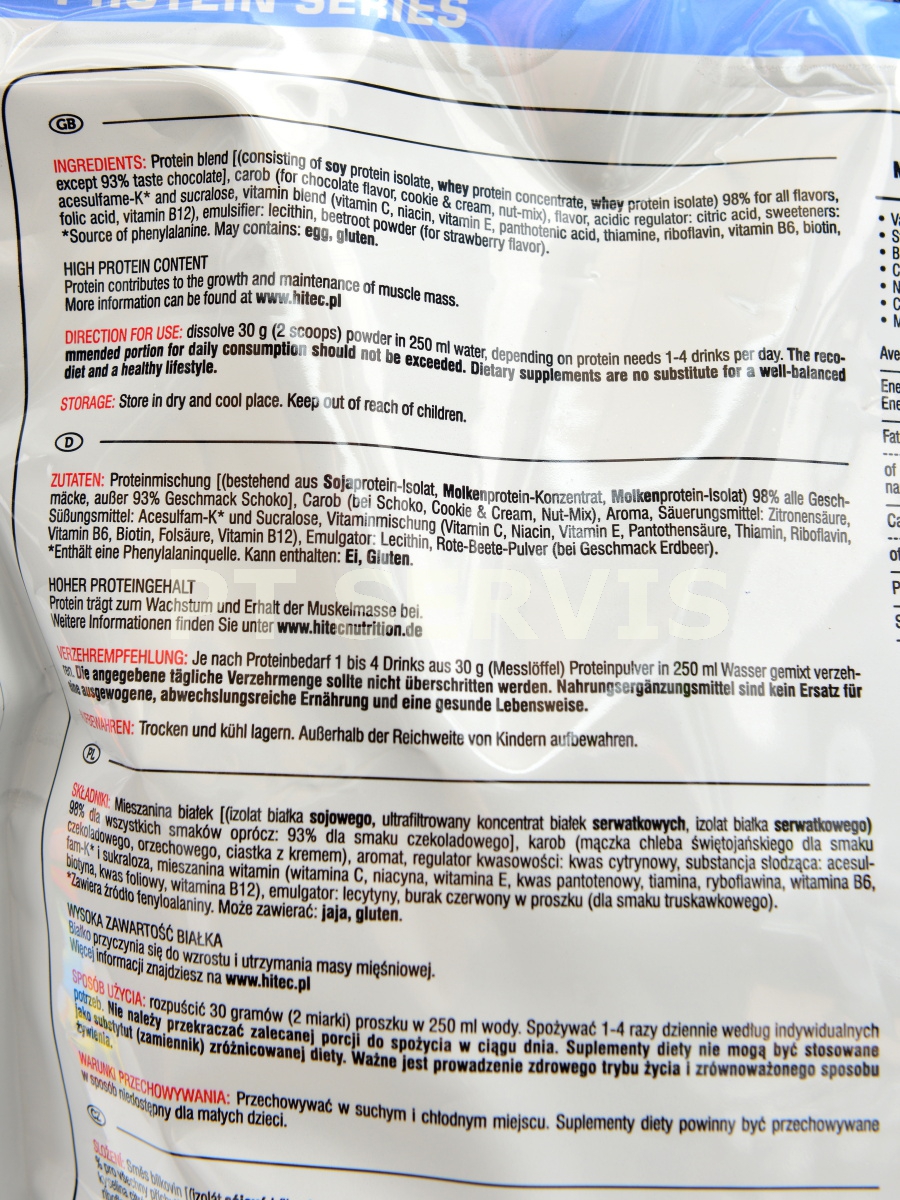 PROTEIN SERIES
GB
INGREDIENTS: Protein blend [(consisting of soy protein isolate, whey protein concentrate, whey protein isolate) 98% for all flavors,
except 93% taste chocolate], carob (for chocolate flavor, cookie & cream, nut-mix), flavor, acidic regulator: citric acid, sweeteners:
acesulfame-K* and sucralose, vitamin blend (vitamin C, niacin, vitamin E, panthotenic acid, thiamine, riboflavin, vitamin B6, biotin,
folic acid, vitamin B12), emulsifier: lecithin, beetroot powder (for strawberry flavor).
*Source of phenylalanine. May contains: egg, gluten.
HIGH PROTEIN CONTENT
Protein contributes to the growth and maintenance of muscle mass.
More information can be found at www.hitec.pl
DIRECTION FOR USE: dissolve 30 g (2 scoops) powder in 250 ml water, depending on protein needs 1-4 drinks per day. The reco-
mmended portion for daily consumption should not be exceeded. Dietary supplements are no substitute for a well-balanced
diet and a healthy lifestyle.
STORAGE: Store in dry and cool place. Keep out of reach of children.
D
ZUTATEN: Proteinmischung [(bestehend aus Sojaprotein-Isolat, Molkenprotein-Konzentrat, Molkenprotein-Isolat) 98% alle Gesch-
mäcke, außer 93% Geschmack Schoko], Carob (bei Schoko, Cookie & Cream, Nut-Mix), Aroma, Säuerungsmittel: Zitronensäure,
Süßungsmittel: Acesulfam-K* und Sucralose, Vitaminmischung (Vitamin C, Niacin, Vitamin E, Pantothensäure, Thiamin, Riboflavin,
Vitamin B6, Biotin, Folsäure, Vitamin B12), Emulgator: Lecithin, Rote-Beete-Pulver (bei Geschmack Erdbeer).
*Enthält eine Phenylalaninquelle. Kann enthalten: Ei, Gluten.
PT SERVIS
HOHER PROTEINGEHALT
Protein trägt zum Wachstum und Erhalt der Muskelmasse bei.
Weitere Informationen finden Sie unter www.hitecnutrition.de
VERZEHREMPFEHLUNG: Je nach Proteinbedarf 1 bis 4 Drinks aus 30 g (Messlöffel) Proteinpulver in 250 ml Wasser gemixt verzeh-
ren. Die angegebene tägliche Verzehrmenge sollte nicht überschritten werden. Nahrungsergänzungsmittel sind kein Ersatz für
eine ausgewogene, abwechslungsreiche Ernährung und eine gesunde Lebensweise.
Trocken und kühl lagern. Außerhalb der Reichweite von Kindern aufbewahren.
PL
SKŁADNIKI: Mieszanina białek [(izolat białka sojowego, ultrafiltrowany koncentrat białek serwatkowych, izolat białka serwatkowego)
98% dla wszystkich smaków oprócz: 93% dla smaku czekoladowego], karob (mączka chleba świętojańskiego dla smaku
czekoladowego, orzechowego, ciastka z kremem), aromat, regulator kwasowości: kwas cytrynowy, substancja słodząca: acesul-
fam-K* i sukraloza, mieszanina witamin (witamina C, niacyna, witamina E, kwas pantotenowy, tiamina, ryboflawina, witamina B6,
biotyna, kwas foliowy, witamina B12), emulgator: lecytyny, burak czerwony w proszku (dla smaku truskawkowego).
*Zawiera źródło fenyloalaniny. Może zawierać: jaja, gluten.
WYSOKA ZAWARTOŚĆ BIAŁKA
Białko przyczynia się do wzrostu i utrzymania masy mięśniowej.
Więcej informacji znajdziesz na www.hitec.pl
SPOSÓB UŻYCIA: rozpuścić 30 gramów (2 miarki) proszku w 250 ml wody. Spożywać 1-4 razy dziennie według indywidualnych
potrzeb. Nie należy przekraczać zalecanej porcji do spożycia w ciągu dnia. Suplementy diety nie mogą być stosowane
jako substytut (zamiennik) zróżnicowanej diety. Ważne jest prowadzenie zdrowego trybu życia i zrównoważonego sposobu
żywienia.
WARUNKI PRZECHOWYWANIA: Przechowywać w suchym i chłodnym miejscu. Suplementy diety powinny być przechowywane
w sposób niedostępny dla małych dzieci.
CZ
SLOŽENÍ: Směs bílkovin [(izolát
% pro všechny